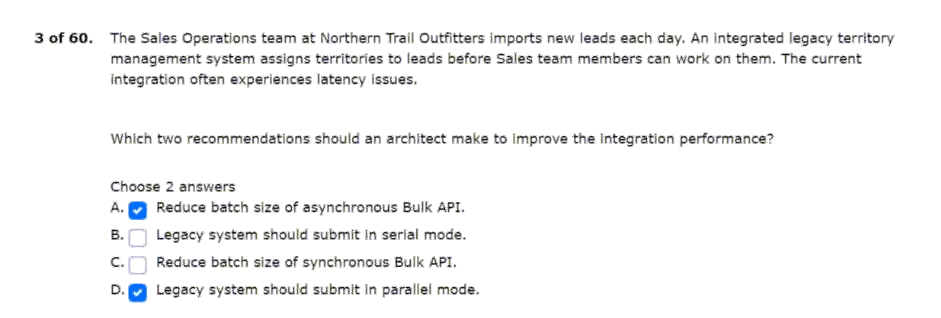 3 of 60. The Sales Operations team at Northern Trail Outfitters imports new leads each day. An integrated legacy territory
management system assigns territories to leads before Sales team members can work on them. The current
integration often experiences latency issues.
Which two recommendations should an architect make to improve the integration performance?
Choose 2 answers
A. Reduce batch size of asynchronous Bulk API.
B. Legacy system should submit in serial mode.
C. Reduce batch size of synchronous Bulk API.
D. Legacy system should submit in parallel mode.